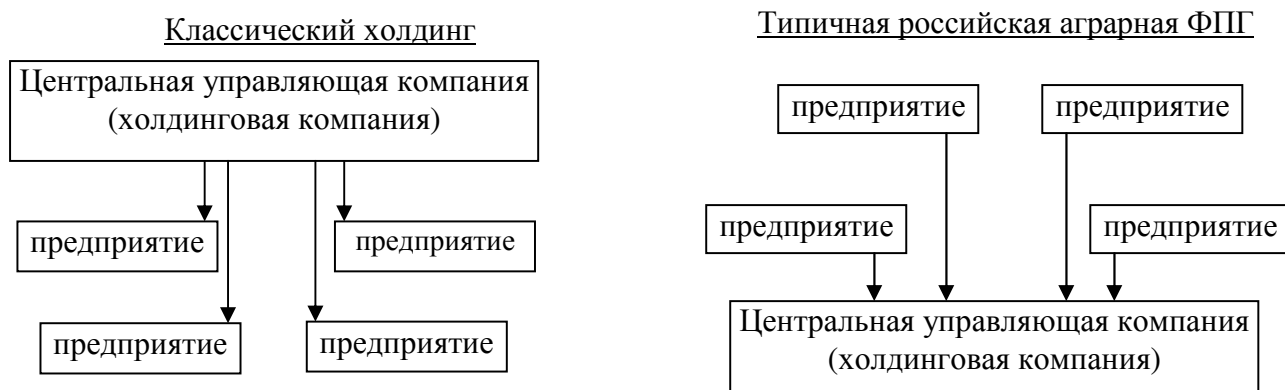 Классический холдинг
Центральная управляющая компания
(холдинговая компания)
предприятие
предприятие
предприятие
предприятие
Типичная российская аграрная ФПГ
предприятие
предприятие
предприятие
предприятие
Центральная управляющая компания
(холдинговая компания)